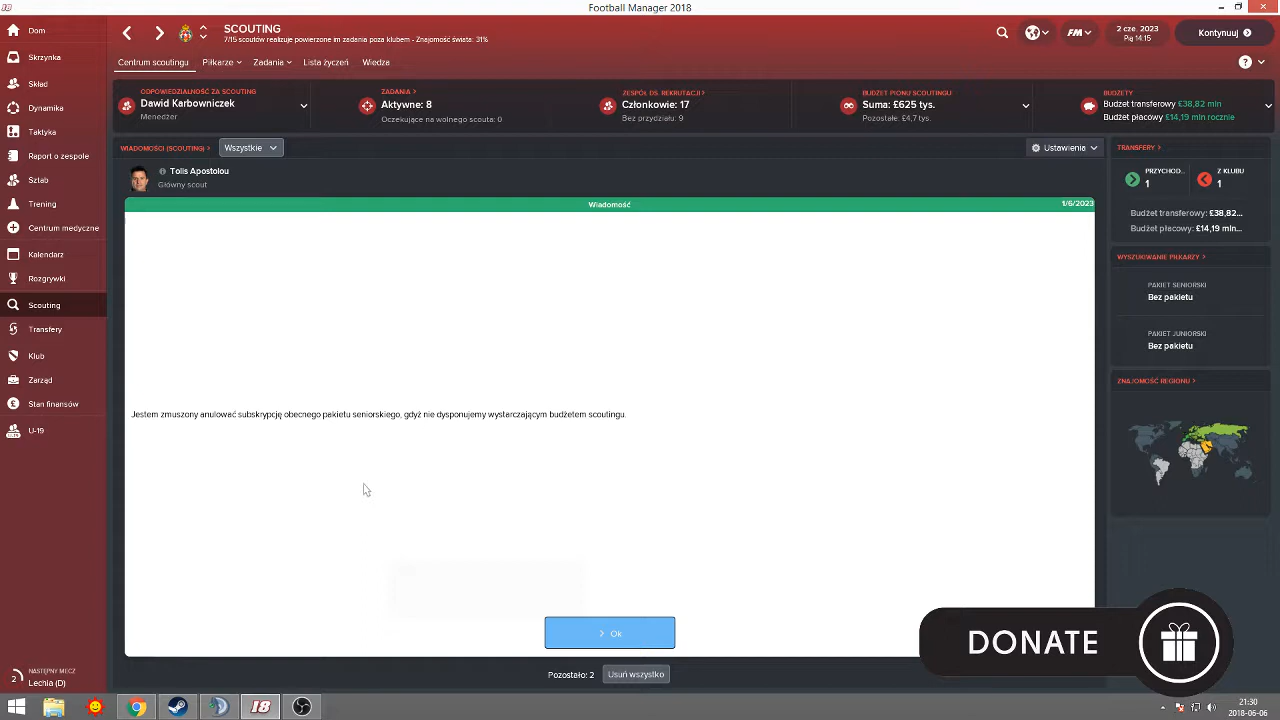 Football Manager 2018
Dom
Skrzynka
Skład
Dynamika
Taktyka
Raport o zespole
Sztab
Trening
Centrum medyczne
Kalendarz
Rozgrywki
Scouting
Transfery
Klub
Zarząd
Stan finansów
U-19
NASTĘPNY MECZ
2 Lechia (D)
SCOUTING
7/15 scoutów realizuje powierzone im zadania poza klubem - Znajomość świata: 31%
FM
2 cze. 2023
Pią 14:15
Kontynuuj
Centrum scoutingu Piłkarze Zadania Lista życzeń Wiedza
?
ODPOWIEDZIALNOŚĆ ZA SCOUTING
Dawid Karbowniczek
Menedżer
ZADANIA
Aktywne: 8
Oczekujące na wolnego scouta: 0
ZESPÓŁ DS. REKRUTACJI
Członkowie: 17
Bez przydziału: 9
BUDŻET PIONU SCOUTINGU
Suma: £625 tys.
Pozostałe: £4,7 tys.
BUDŻETY
Budżet transferowy £38,82 mln
Budżet płacowy £14,19 mln rocznie
WIADOMOŚCI (SCOUTING) Wszystkie
Ustawienia
Tolis Apostolou
Główny scout
Wiadomość 1/6/2023
Jestem zmuszony anulować subskrypcję obecnego pakietu seniorskiego, gdyż nie dysponujemy wystarczającym budżetem scoutingu.
Ok
Pozostało: 2 Usuń wszystko
TRANSFERY
PRZYCHOD...
1
Z KLUBU
1
Budżet transferowy: £38,82...
Budżet płacowy: £14,19 mln...
WYSZUKIWANIE PIŁKARZY
PAKIET SENIORSKI
Bez pakietu
PAKIET JUNIORSKI
Bez pakietu
ZNAJOMOŚĆ REGIONU
DONATE
18
21:30
2018-06-06